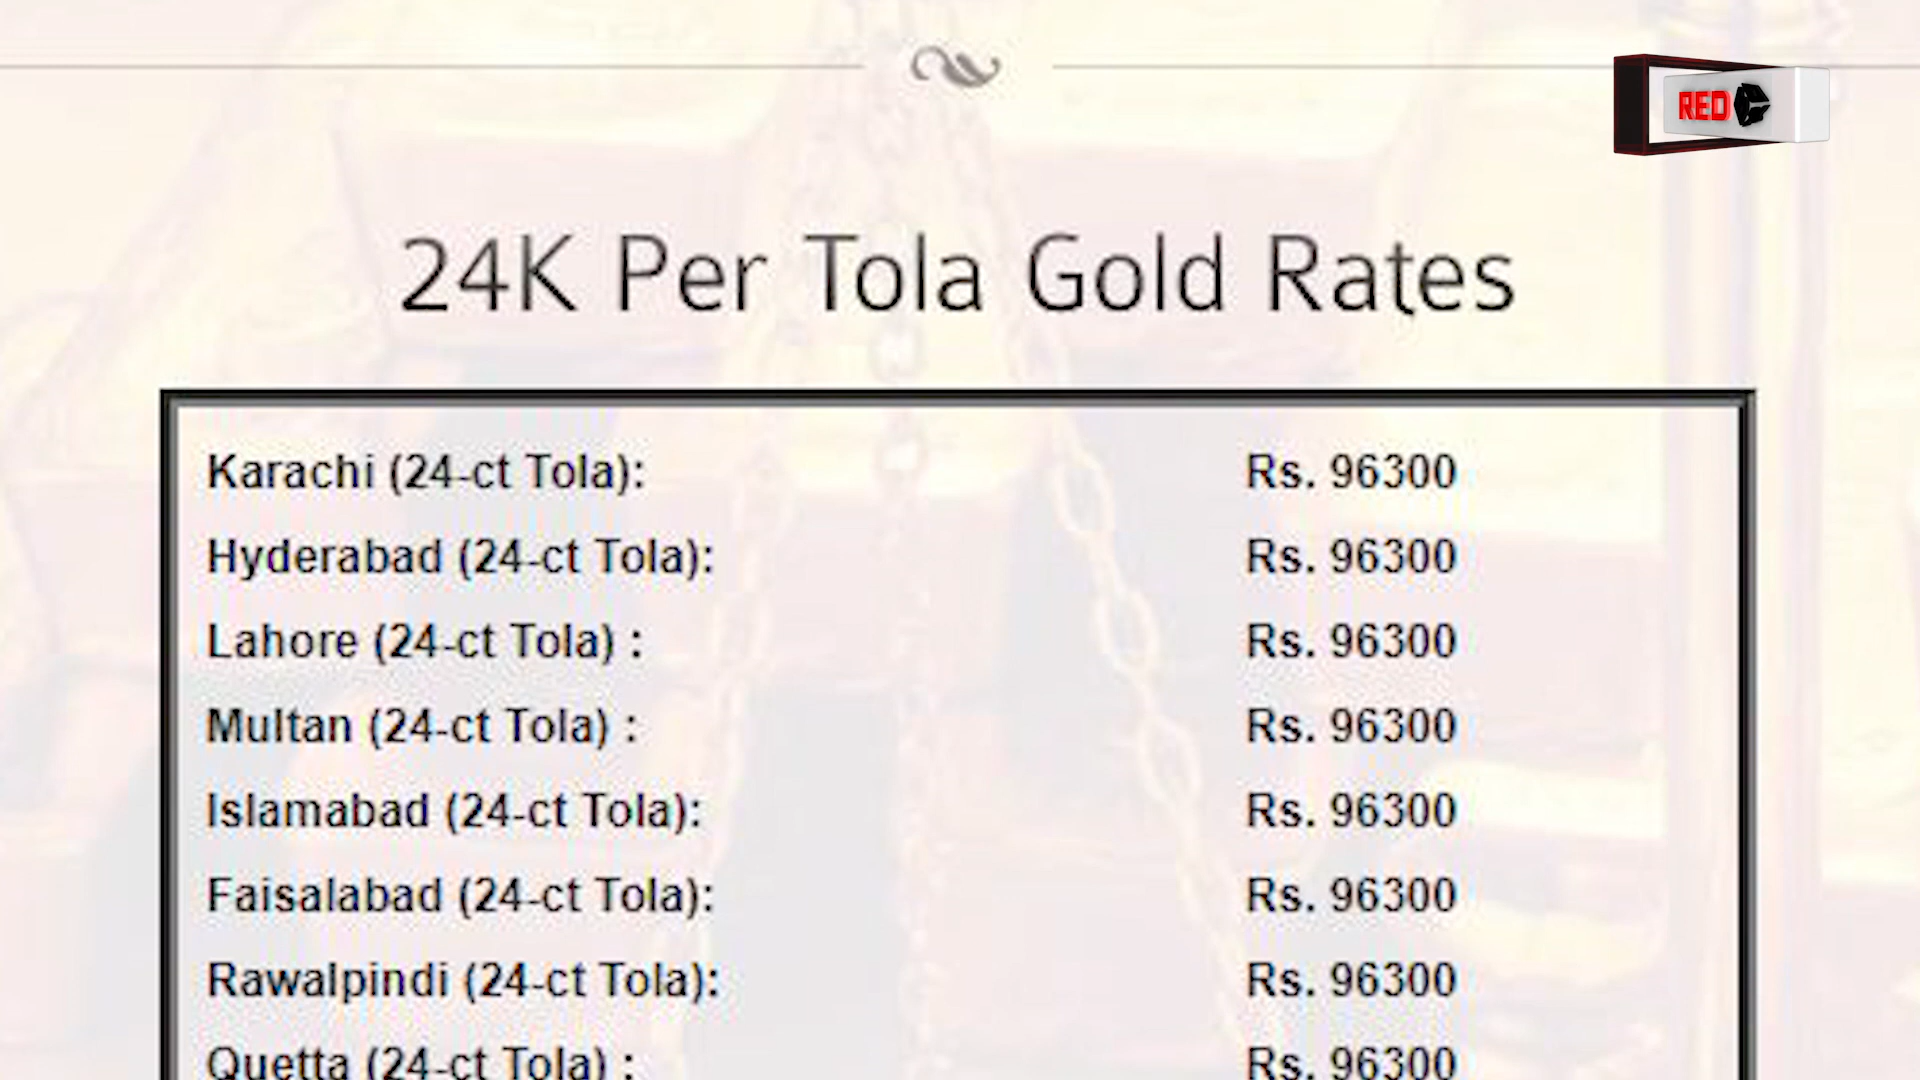 RED
24K Per Tola Gold Rates
Karachi (24-ct Tola): Rs. 96300
Hyderabad (24-ct Tola): Rs. 96300
Lahore (24-ct Tola) : Rs. 96300
Multan (24-ct Tola) : Rs. 96300
Islamabad (24-ct Tola): Rs. 96300
Faisalabad (24-ct Tola): Rs. 96300
Rawalpindi (24-ct Tola): Rs. 96300
Quetta (24-ct Tola) : Rs. 96300